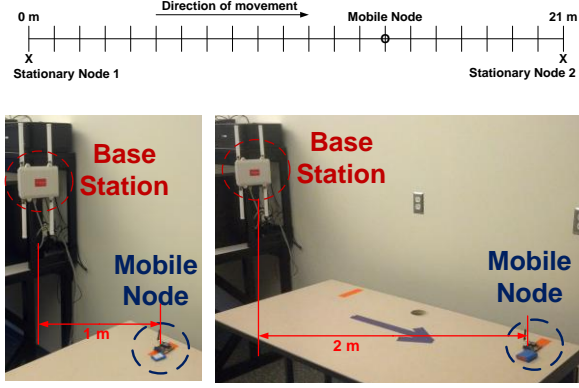 Direction of movement
0 m
Mobile Node
21 m
X
Stationary Node 1
X
Stationary Node 2
Base
Station
Mobile
Node
1 m
Base
Station
Mobile
Node
2 m